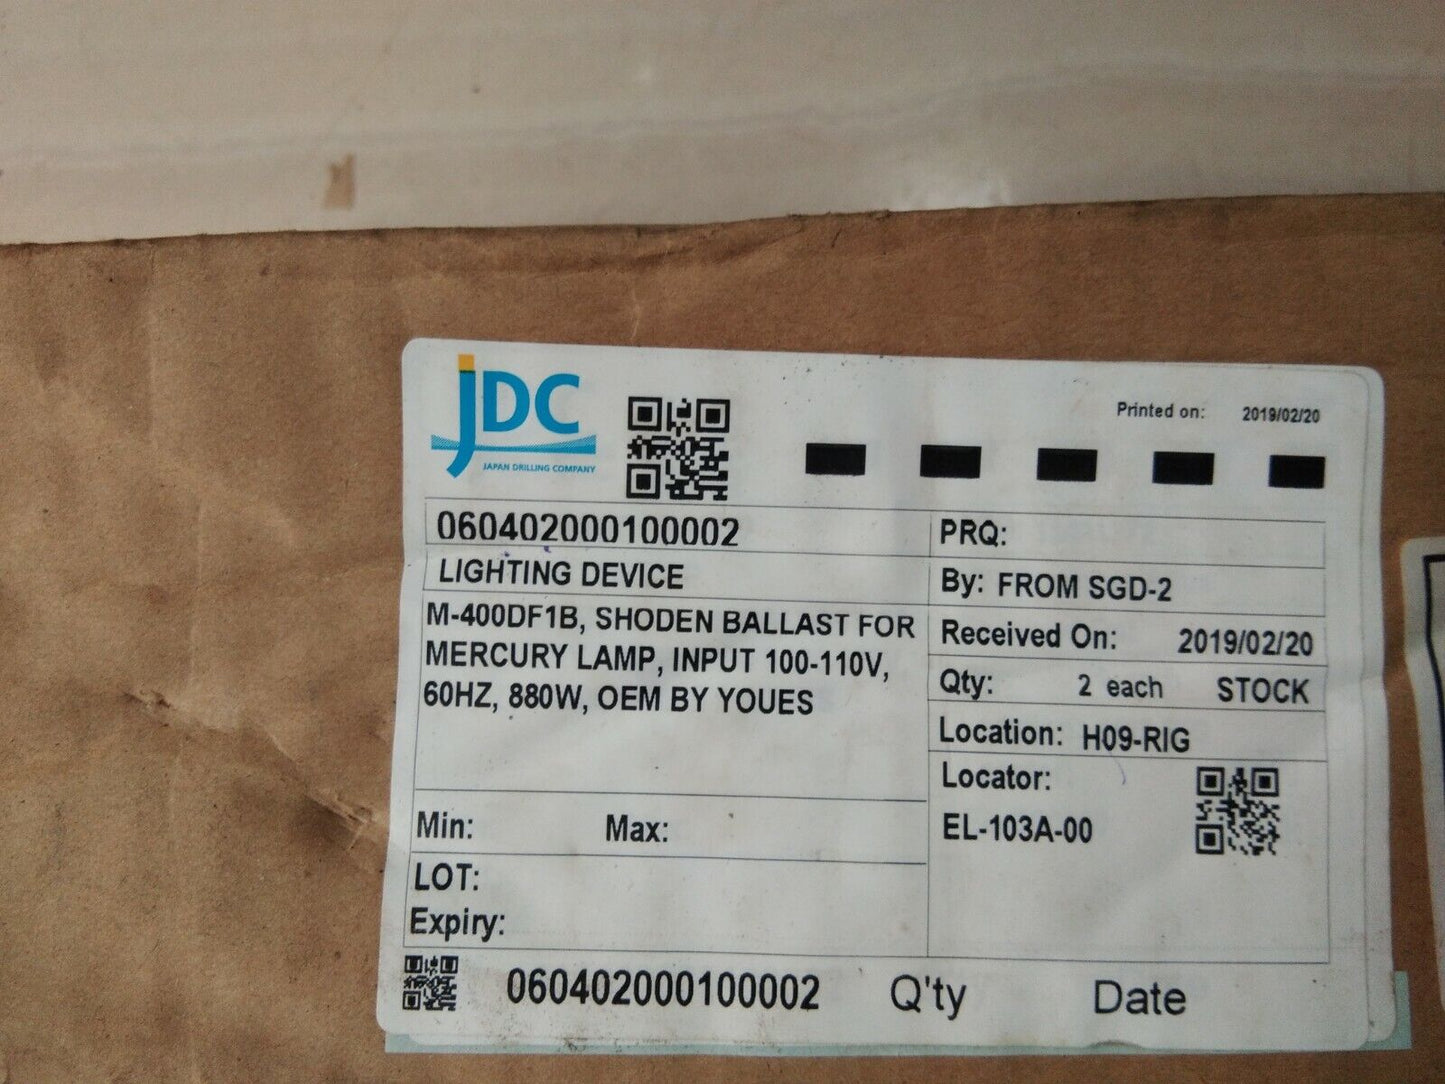 JDC
JAPAN DRILLING COMPANY
Printed on: 2019/02/20
060402000100002
LIGHTING DEVICE
M-400DF1B, SHODEN BALLAST FOR
MERCURY LAMP, INPUT 100-110V,
60HZ, 880W, OEM BY YOUES
Min: Max:
LOT:
Expiry:
PRQ:
By: FROM SGD-2
Received On: 2019/02/20
Qty: 2 each STOCK
Location: H09-RIG
Locator:
EL-103A-00
060402000100002 Q'ty Date